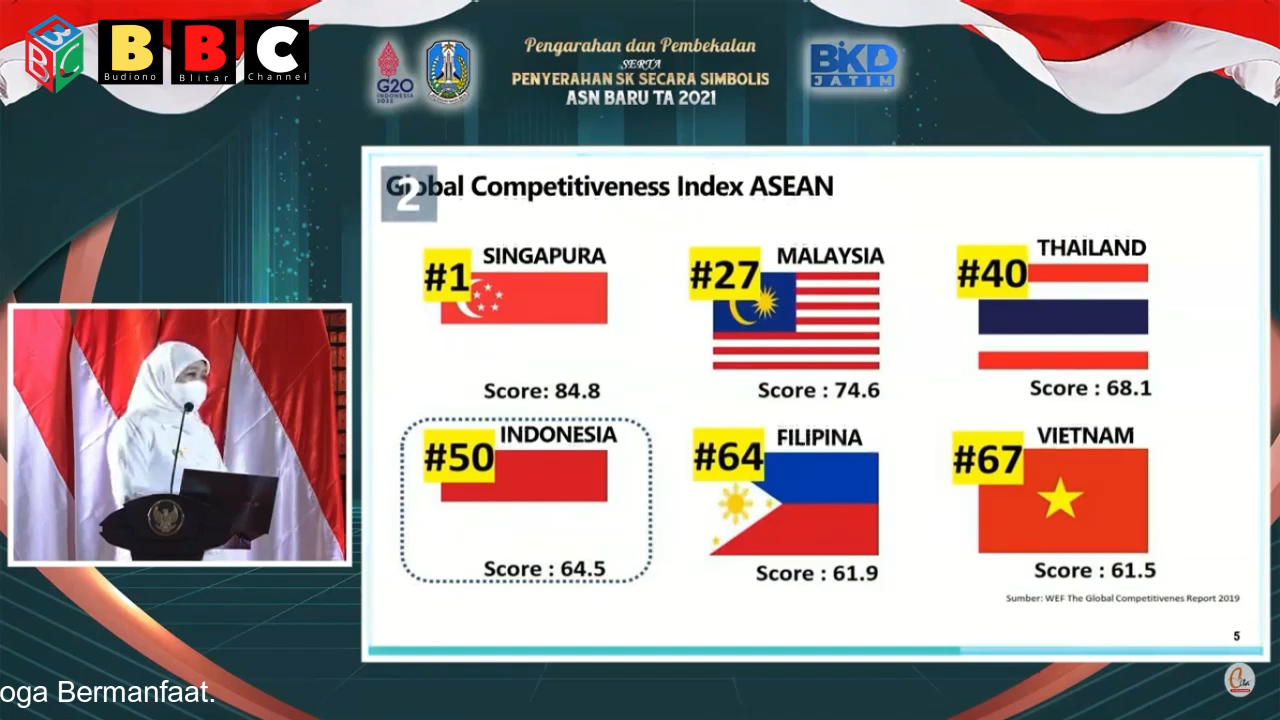 B B C
Budiono Blitar Channel
G20
INDONESIA
2022
Pengarahan dan Pembekalan
SERTA
PENYERAHAN SK SECARA SIMBOLIS
ASN BARU TA 2021
BKD
JATIM
2
Global Competitiveness Index ASEAN
#1 SINGAPURA
Score: 84.8
#27 MALAYSIA
Score : 74.6
#40 THAILAND
Score : 68.1
#50 INDONESIA
Score : 64.5
#64 FILIPINA
Score : 61.9
#67 VIETNAM
Score : 61.5
Sumber: WEF The Global Competitivenes Report 2019
5
oga Bermanfaat.